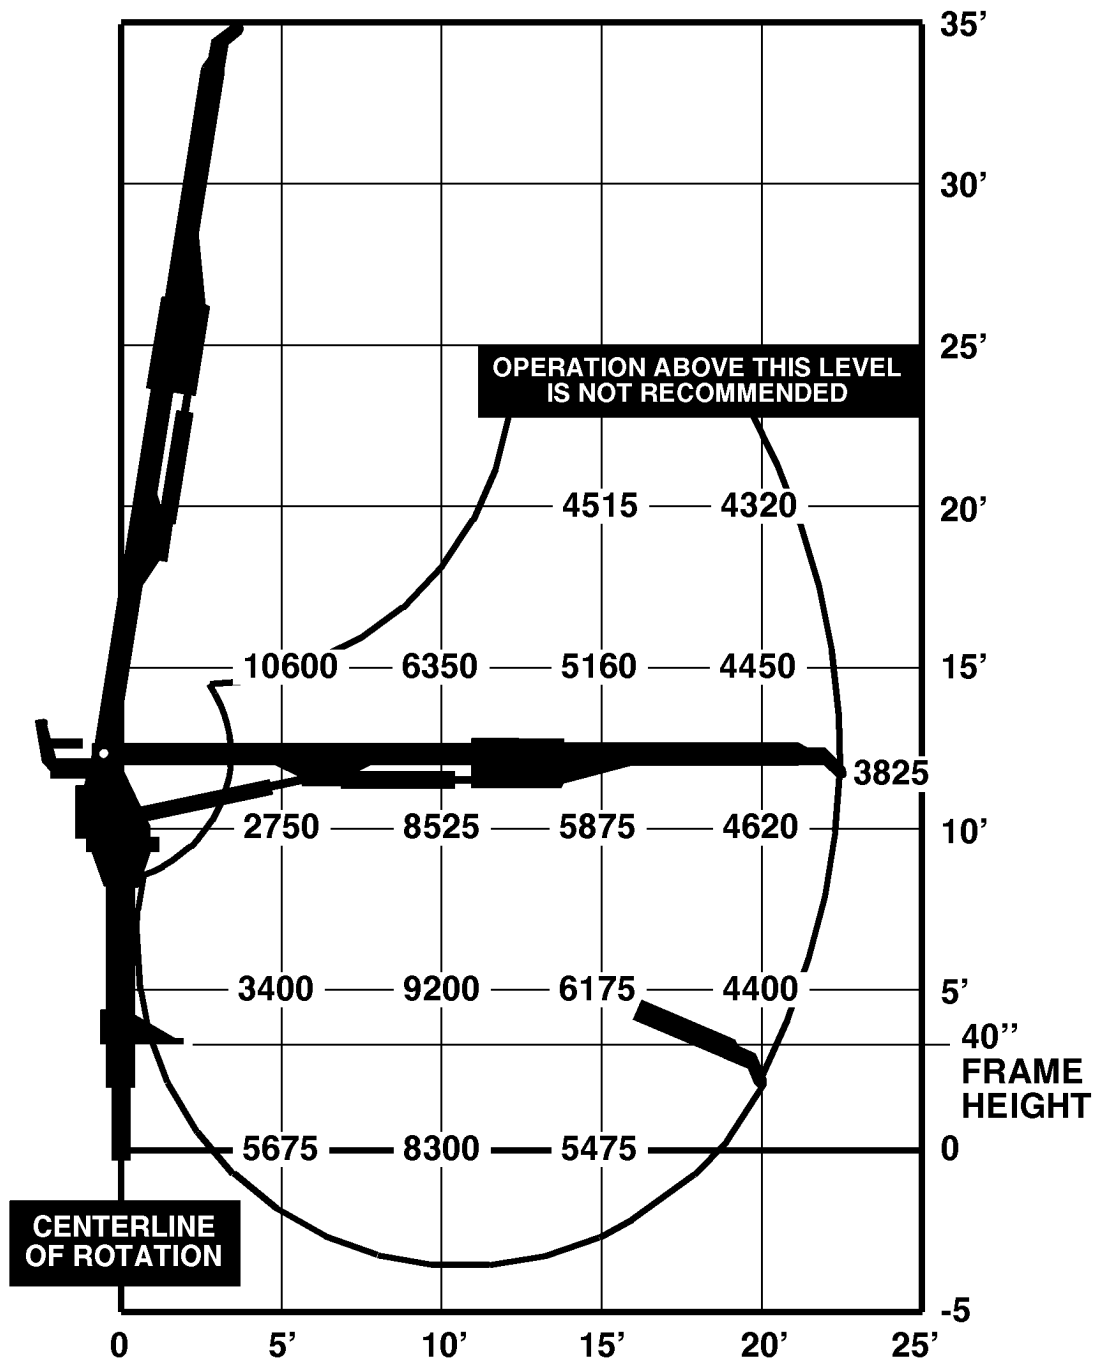 35’
30’
25’
OPERATION ABOVE THIS LEVEL
IS NOT RECOMMENDED
4515 4320 20’
10600 6350 5160 4450 15’
3825
2750 8525 5875 4620 10’
3400 9200 6175 4400 5’
40’’
FRAME
HEIGHT
5675 8300 5475 0
CENTERLINE
OF ROTATION
-5
0 5’ 10’ 15’ 20’ 25’